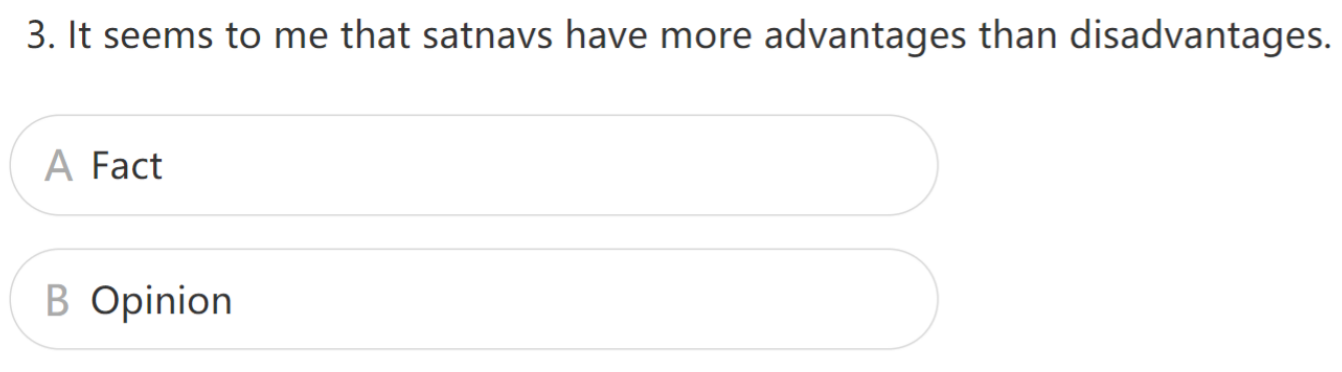 3. It seems to me that satnavs have more advantages than disadvantages.
A Fact
B Opinion